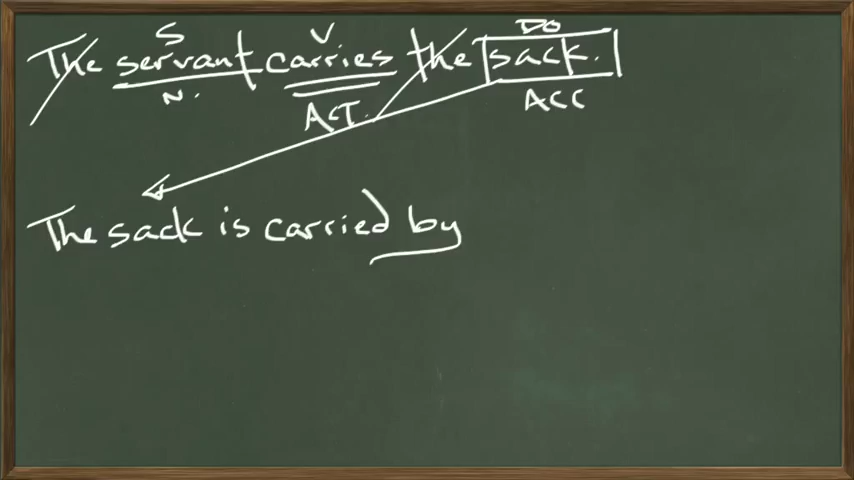 S V DO
The servant carries the sack.
N. ACT. ACC
The sack is carried by